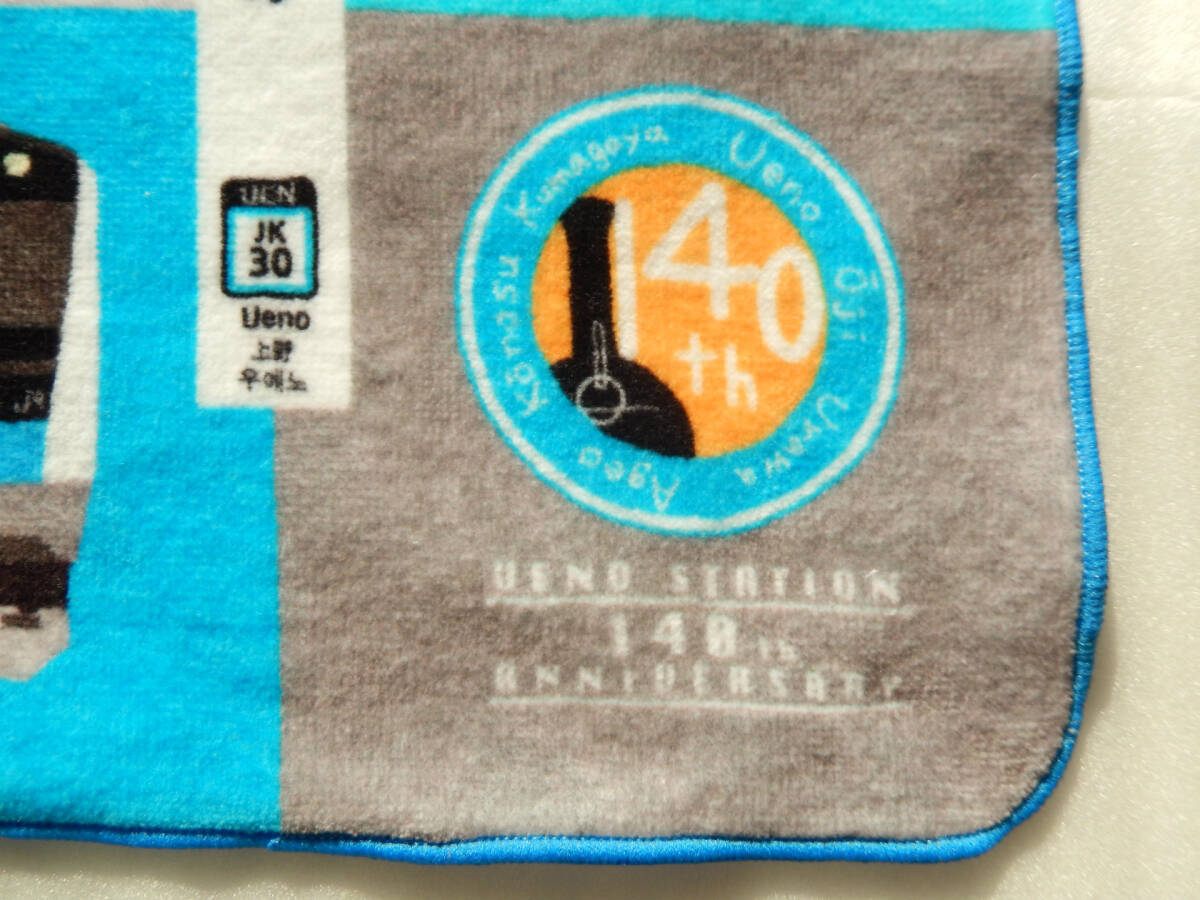 UEN
JK
30
Ueno
上野
우에노
Ueno Ōji Urawa Ageo Kōnosu Kumagaya
140
th
UENO STATION
140th
ANNIVERSARY